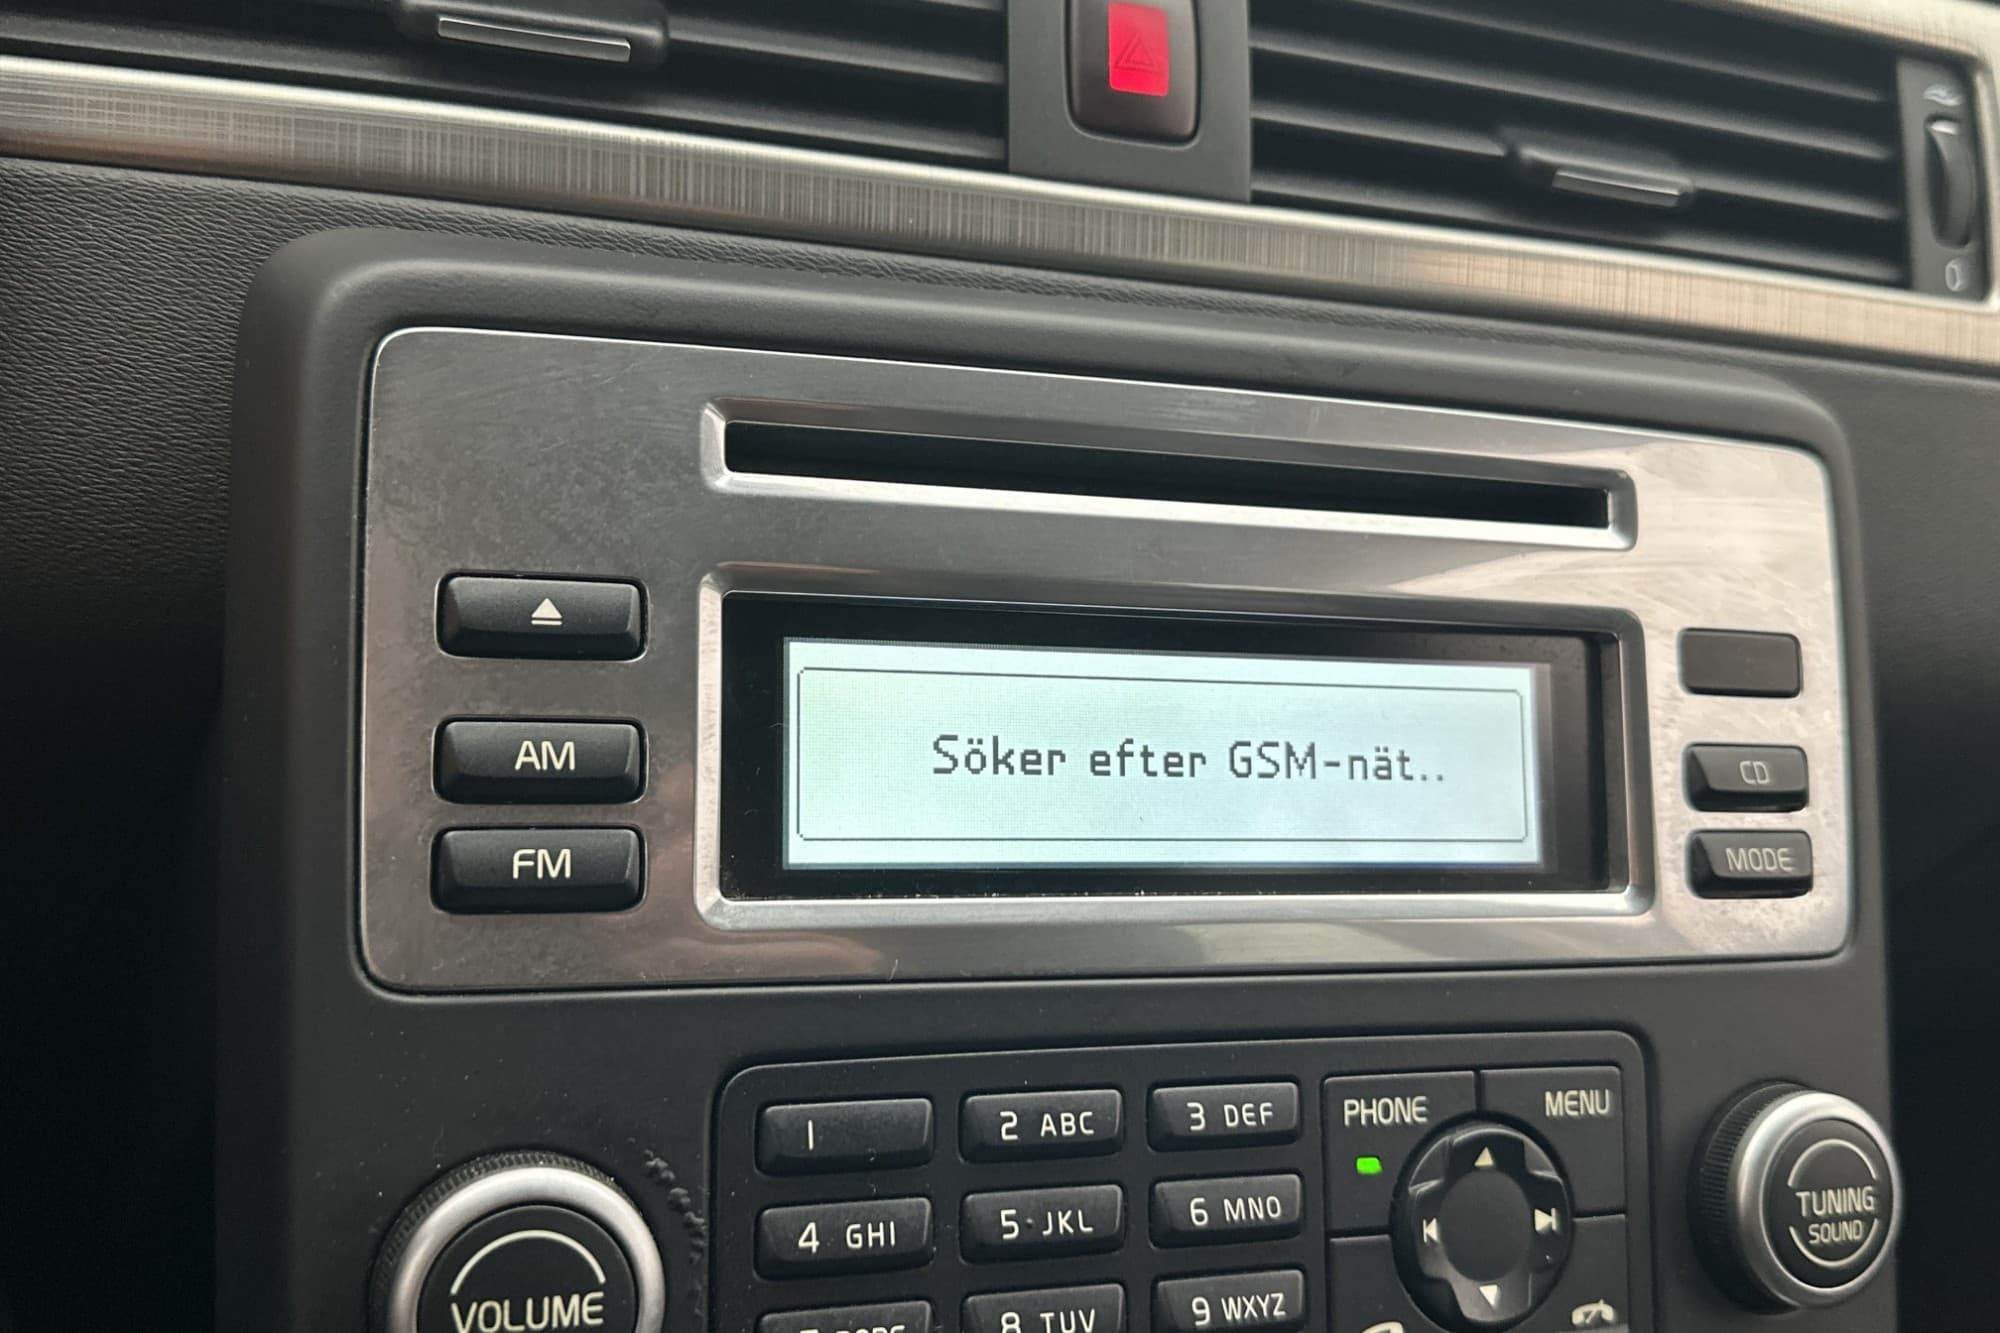 AM
FM
Söker efter GSM-nät..
CD
MODE
1
2 ABC
3 DEF
4 GHI
5 JKL
6 MNO
8 TUV
9 WXYZ
PHONE
MENU
VOLUME
TUNING
SOUND
0